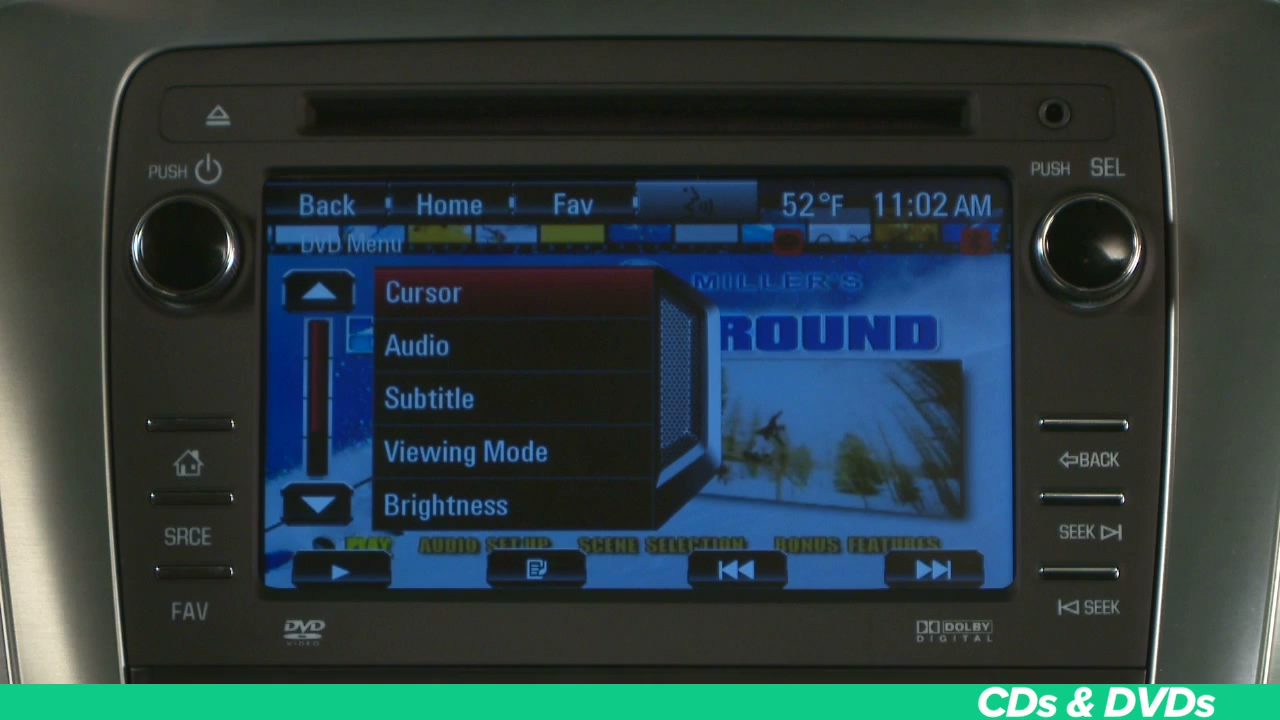 PUSH
PUSH SEL
Back Home Fav 52°F 11:02 AM
DVD Menu
MILLER'S
ROUND
Cursor
Audio
Subtitle
Viewing Mode
Brightness
PLAY AUDIO SET UP SCENE SELECTION BONUS FEATURES
SRCE
FAV
BACK
SEEK
SEEK
DVD
VIDEO
DOLBY
DIGITAL
CDs & DVDs